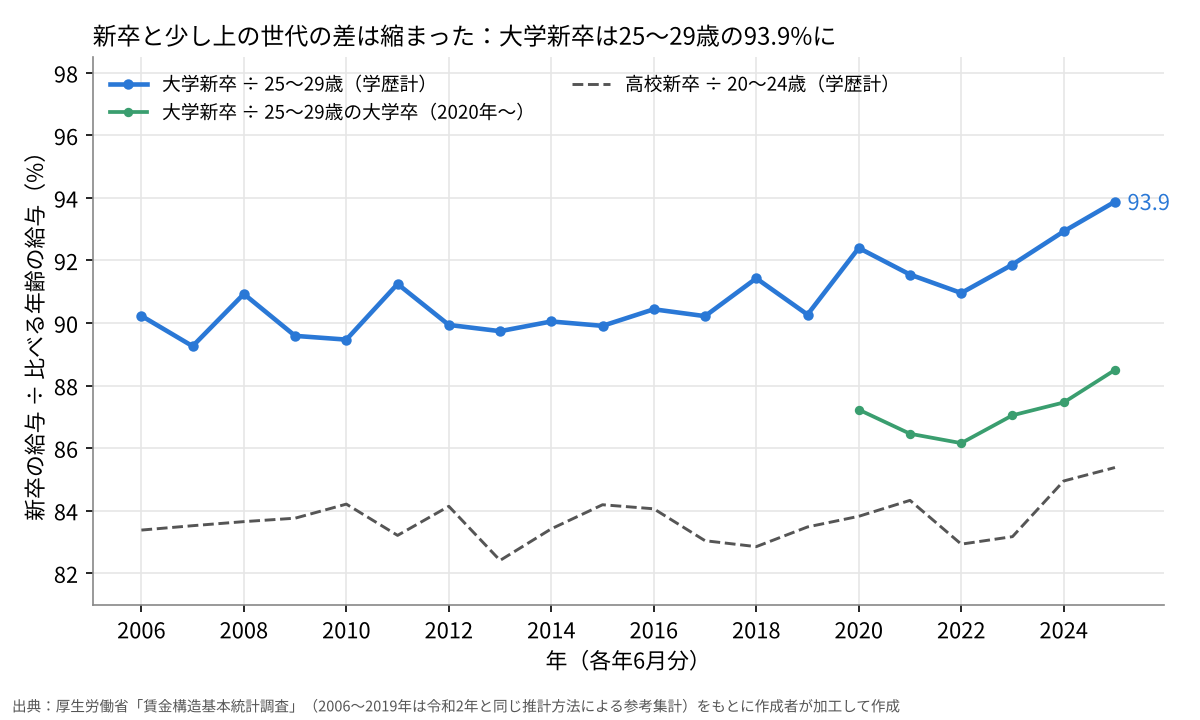 新卒と少し上の世代の差は縮まった：大学新卒は25〜29歳の93.9%に
大学新卒 ÷ 25〜29歳（学歴計）
大学新卒 ÷ 25〜29歳の大学卒（2020年〜）
高校新卒 ÷ 20〜24歳（学歴計）
新卒の給与 ÷ 比べる年齢の給与（%）
98
96
94
92
90
88
86
84
82
93.9
2006
2008
2010
2012
2014
2016
2018
2020
2022
2024
年（各年6月分）
出典：厚生労働省「賃金構造基本統計調査」（2006〜2019年は令和2年と同じ推計方法による参考集計）をもとに作成者が加工して作成